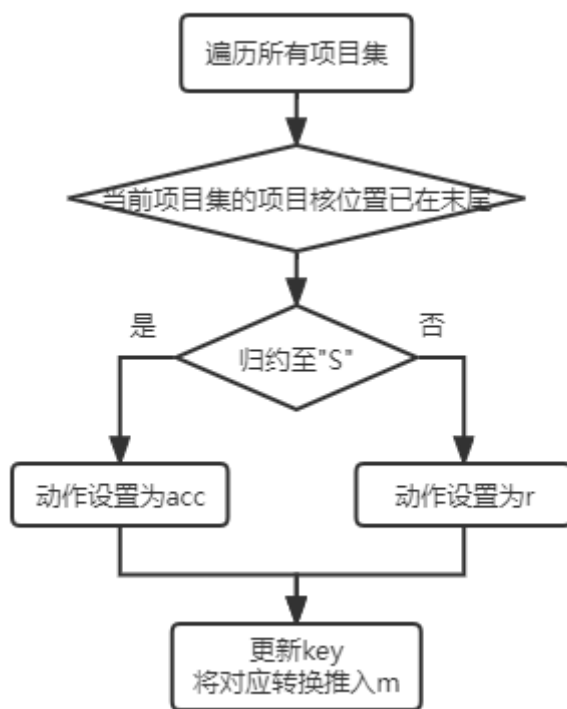 遍历所有项目集
当前项目集的项目核位置已在末尾
是
否
归约至"S"
动作设置为acc
动作设置为r
更新key
将对应转换推入m